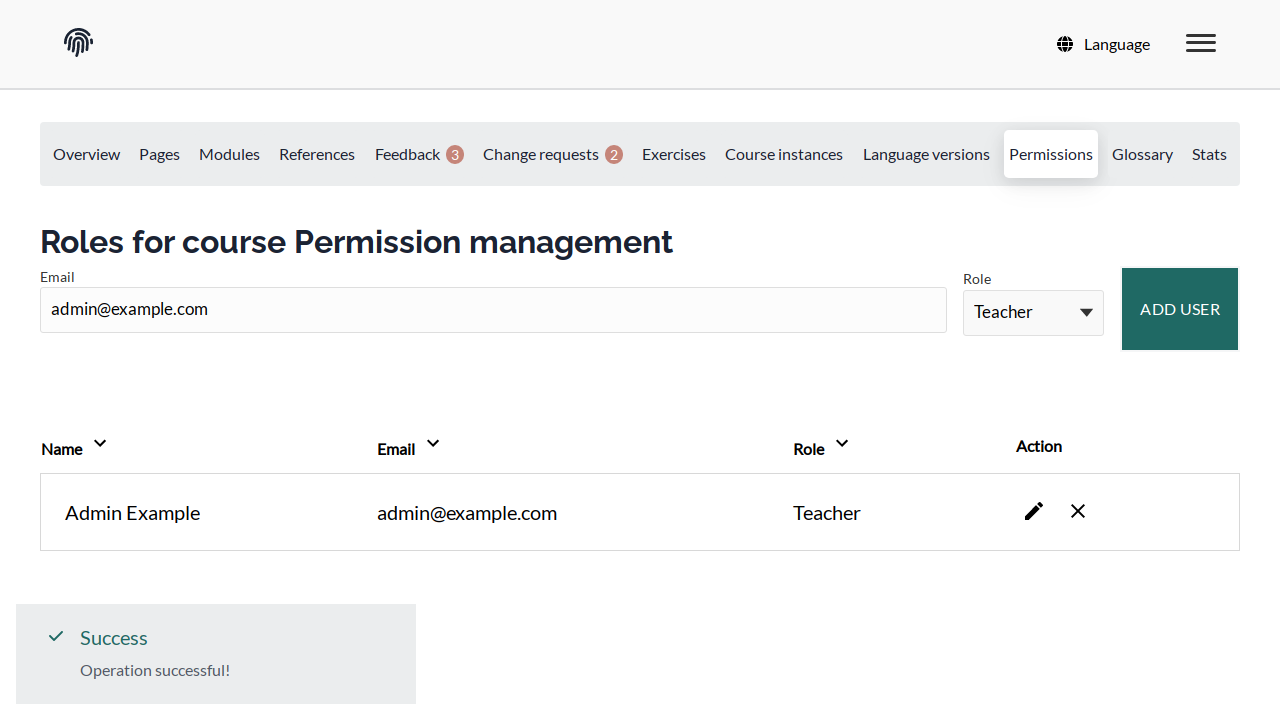 Language
Overview Pages Modules References Feedback 3 Change requests 2 Exercises Course instances Language versions Permissions Glossary Stats
Roles for course Permission management
Email
admin@example.com
Role
Teacher
ADD USER
Name Email Role Action
Admin Example admin@example.com Teacher
Success
Operation successful!